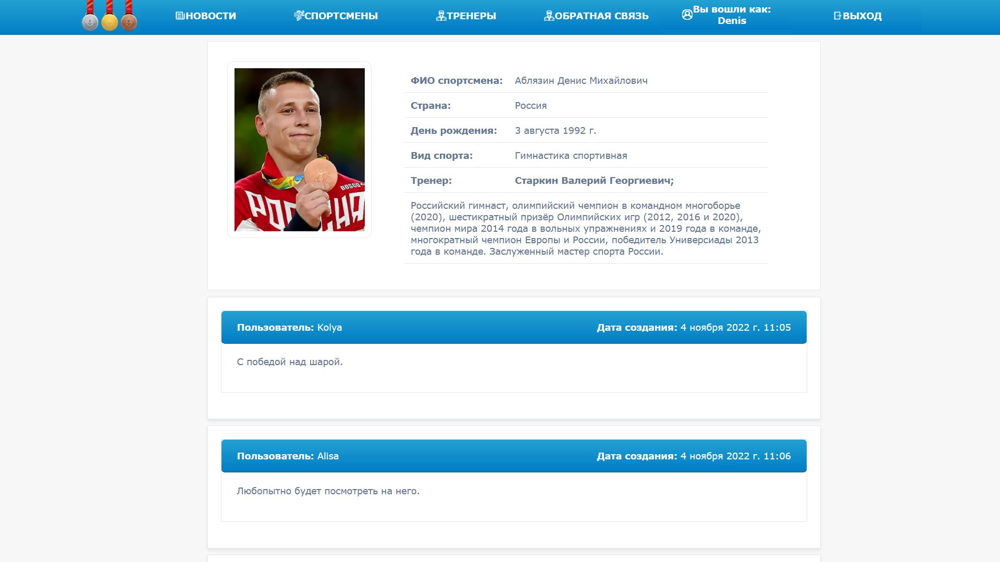 НОВОСТИ
СПОРТСМЕНЫ
ТРЕНЕРЫ
ОБРАТНАЯ СВЯЗЬ
Вы вошли как:
Denis
ВЫХОД
ФИО спортсмена: Аблязин Денис Михайлович
Страна: Россия
День рождения: 3 августа 1992 г.
Вид спорта: Гимнастика спортивная
Тренер: Старкин Валерий Георгиевич;
Российский гимнаст, олимпийский чемпион в командном многоборье
(2020), шестикратный призёр Олимпийских игр (2012, 2016 и 2020),
чемпион мира 2014 года в вольных упражнениях и 2019 года в команде,
многократный чемпион Европы и России, победитель Универсиады 2013
года в команде. Заслуженный мастер спорта России.
BOSCO
Пользователь: Kolya Дата создания: 4 ноября 2022 г. 11:05
С победой над шарой.
Пользователь: Alisa Дата создания: 4 ноября 2022 г. 11:06
Любопытно будет посмотреть на него.